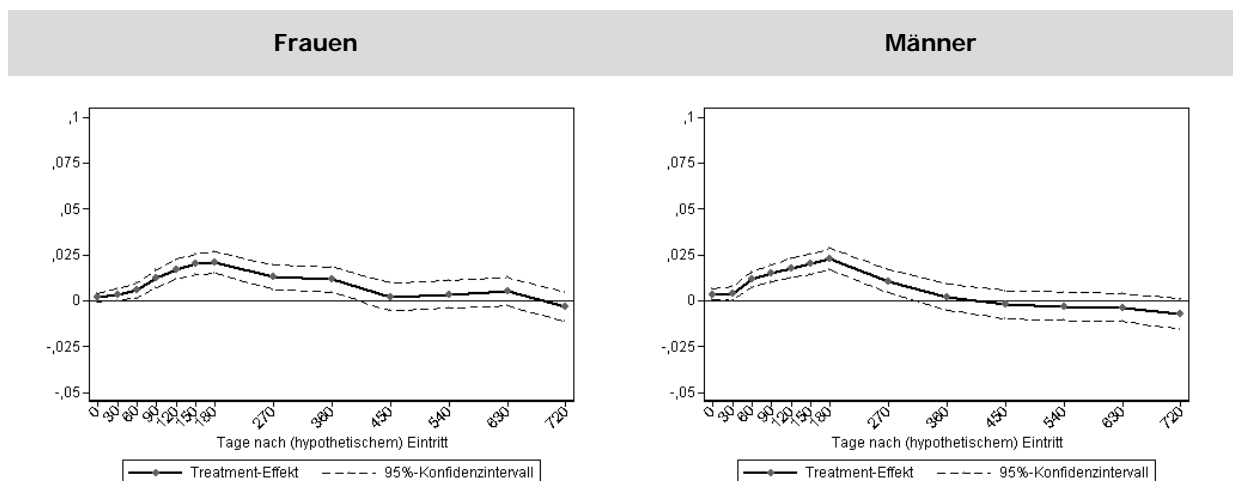 Frauen
Männer
,1
,075
,05
,025
0
-,025
-,05
0 30 60 90 120 150 180 270 360 450 540 630 720
Tage nach (hypothetischem) Eintritt
Treatment-Effekt 95%-Konfidenzintervall
,1
,075
,05
,025
0
-,025
-,05
0 30 60 90 120 150 180 270 360 450 540 630 720
Tage nach (hypothetischem) Eintritt
Treatment-Effekt 95%-Konfidenzintervall